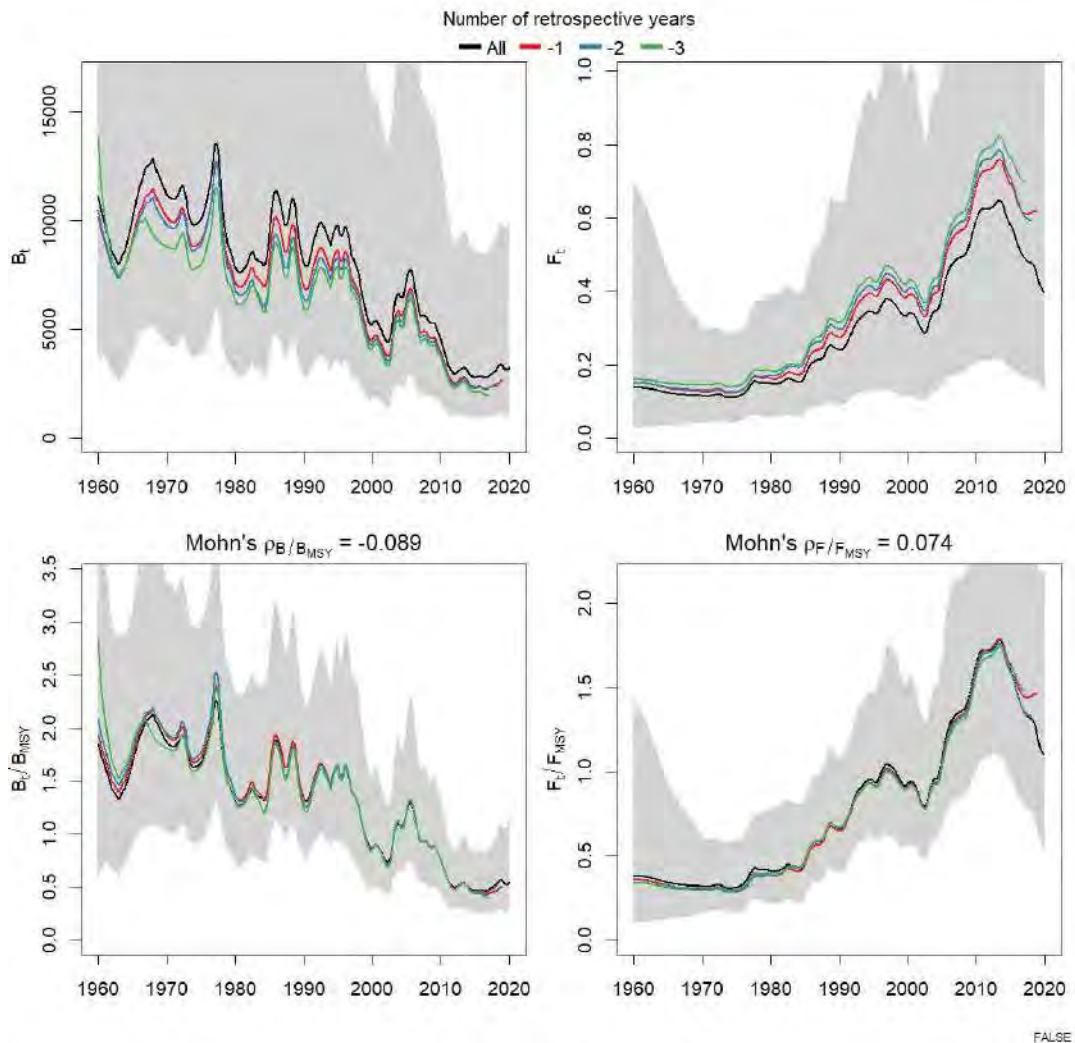 Number of retrospective years
All -1 -2 -3
Bt
15000
10000
5000
0
1960 1970 1980 1990 2000 2010 2020
Ft
1.0
0.8
0.6
0.4
0.2
0.0
1960 1970 1980 1990 2000 2010 2020
Mohn's ρB/BMSY = -0.089
Bt/BMSY
3.5
3.0
2.5
2.0
1.5
1.0
0.5
0.0
1960 1970 1980 1990 2000 2010 2020
Mohn's ρF/FMSY = 0.074
Ft/FMSY
2.0
1.5
1.0
0.5
0.0
1960 1970 1980 1990 2000 2010 2020
FALSE